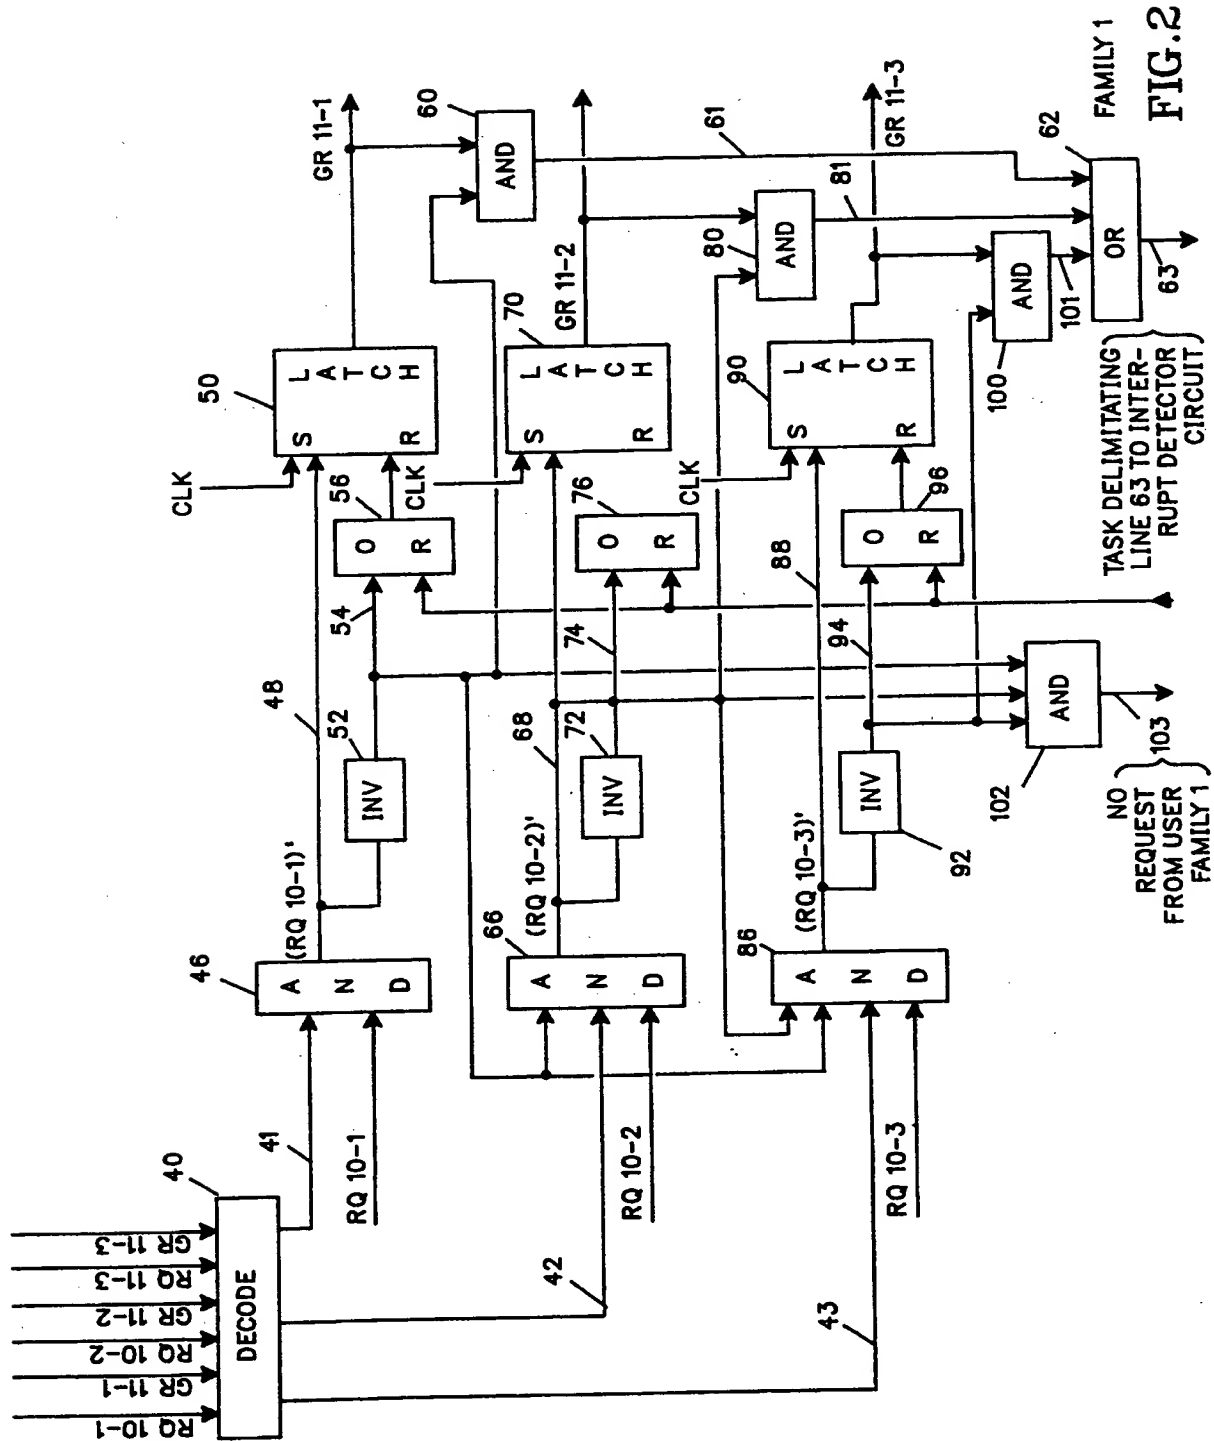 RQ 10-1
GR 11-1
RQ 10-2
GR 11-2
RQ 11-3
GR 11-3
DECODE
40
41
42
43
RQ 10-1
46
AND
(RQ 10-1)'
48
52
INV
54
56
OR
CLK
50
S
R
LATCH
GR 11-1
60
AND
61
RQ 10-2
66
AND
(RQ 10-2)'
68
72
INV
74
76
OR
CLK
70
S
R
LATCH
GR 11-2
80
AND
81
RQ 10-3
86
AND
(RQ 10-3)'
88
92
INV
94
96
OR
CLK
90
S
R
LATCH
GR 11-3
100
AND
101
62
OR
63
102
AND
103
NO
REQUEST
FROM USER
FAMILY 1
TASK DELIMITATING
LINE 63 TO INTER-
RUPT DETECTOR
CIRCUIT
FAMILY 1
FIG.2